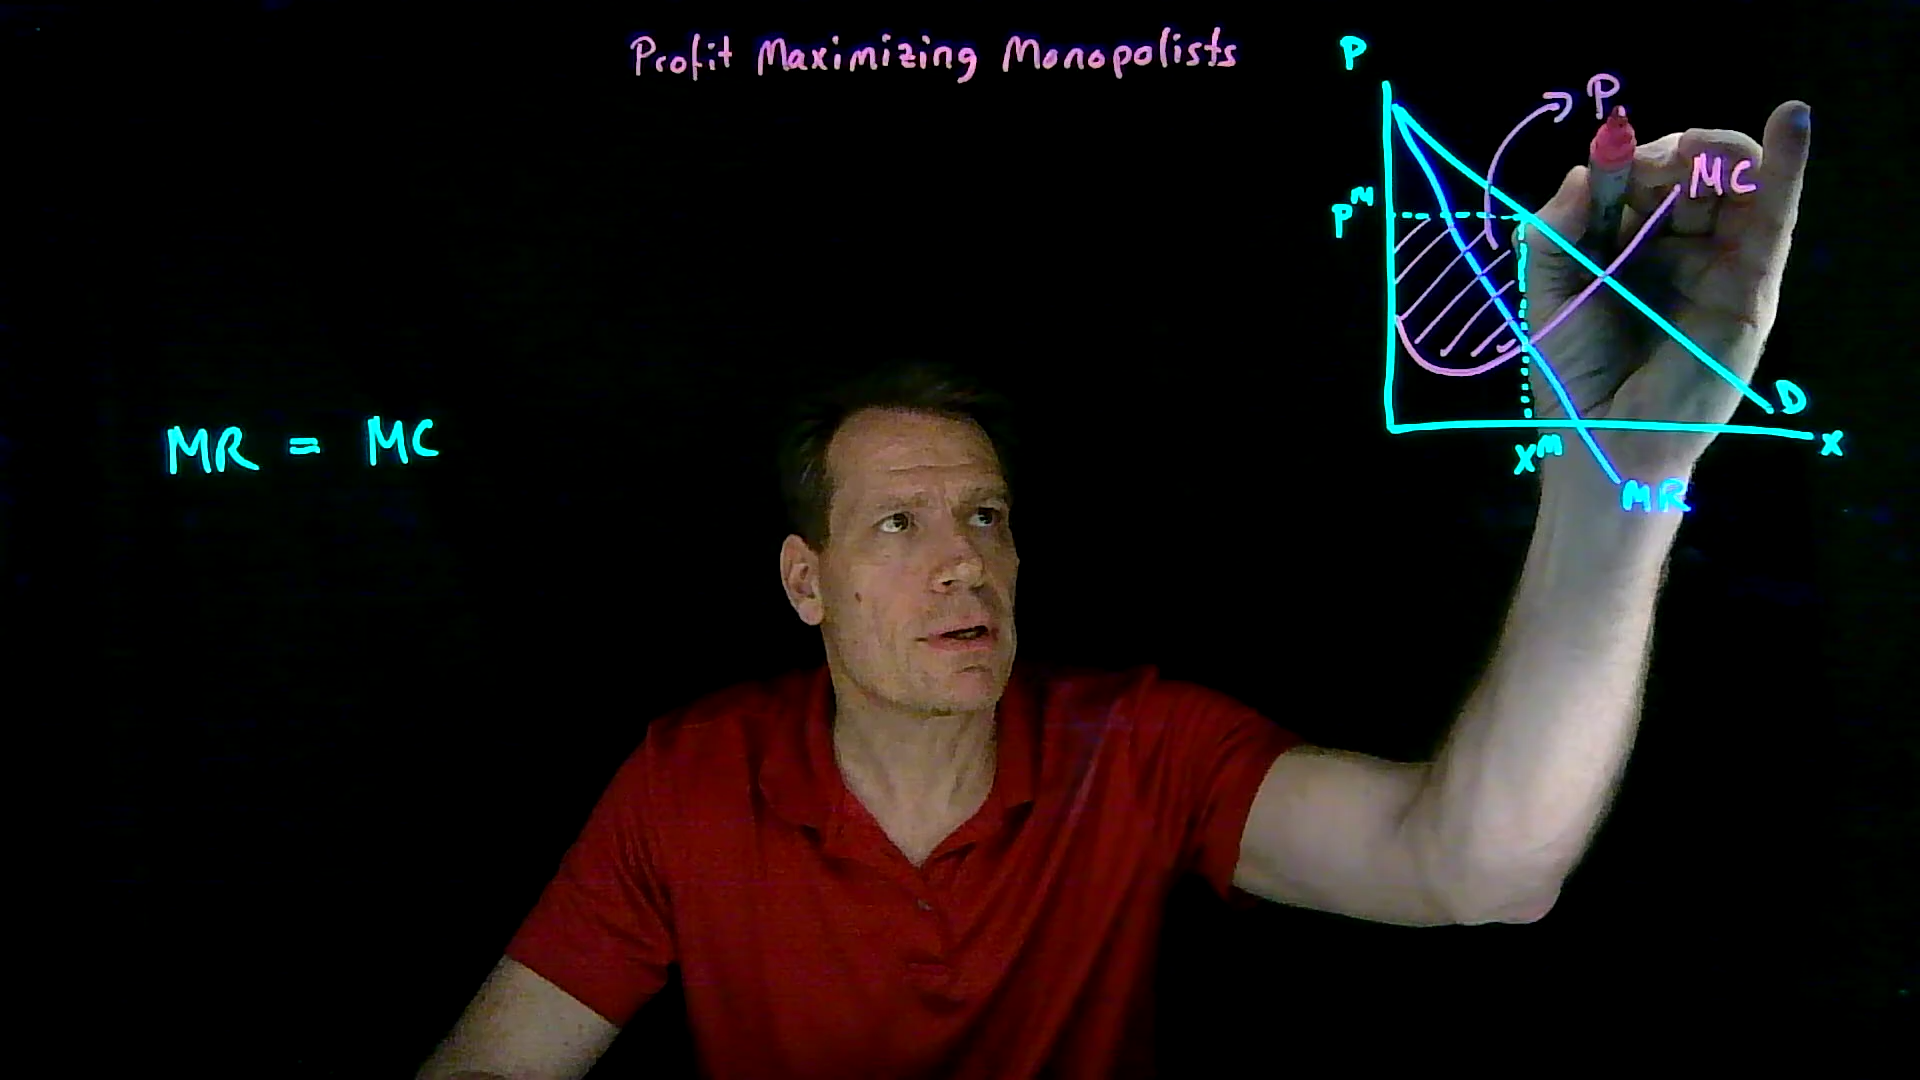 Profit Maximizing Monopolists
P
P
MC
P^M
D
X^M
x
MR
MR = MC